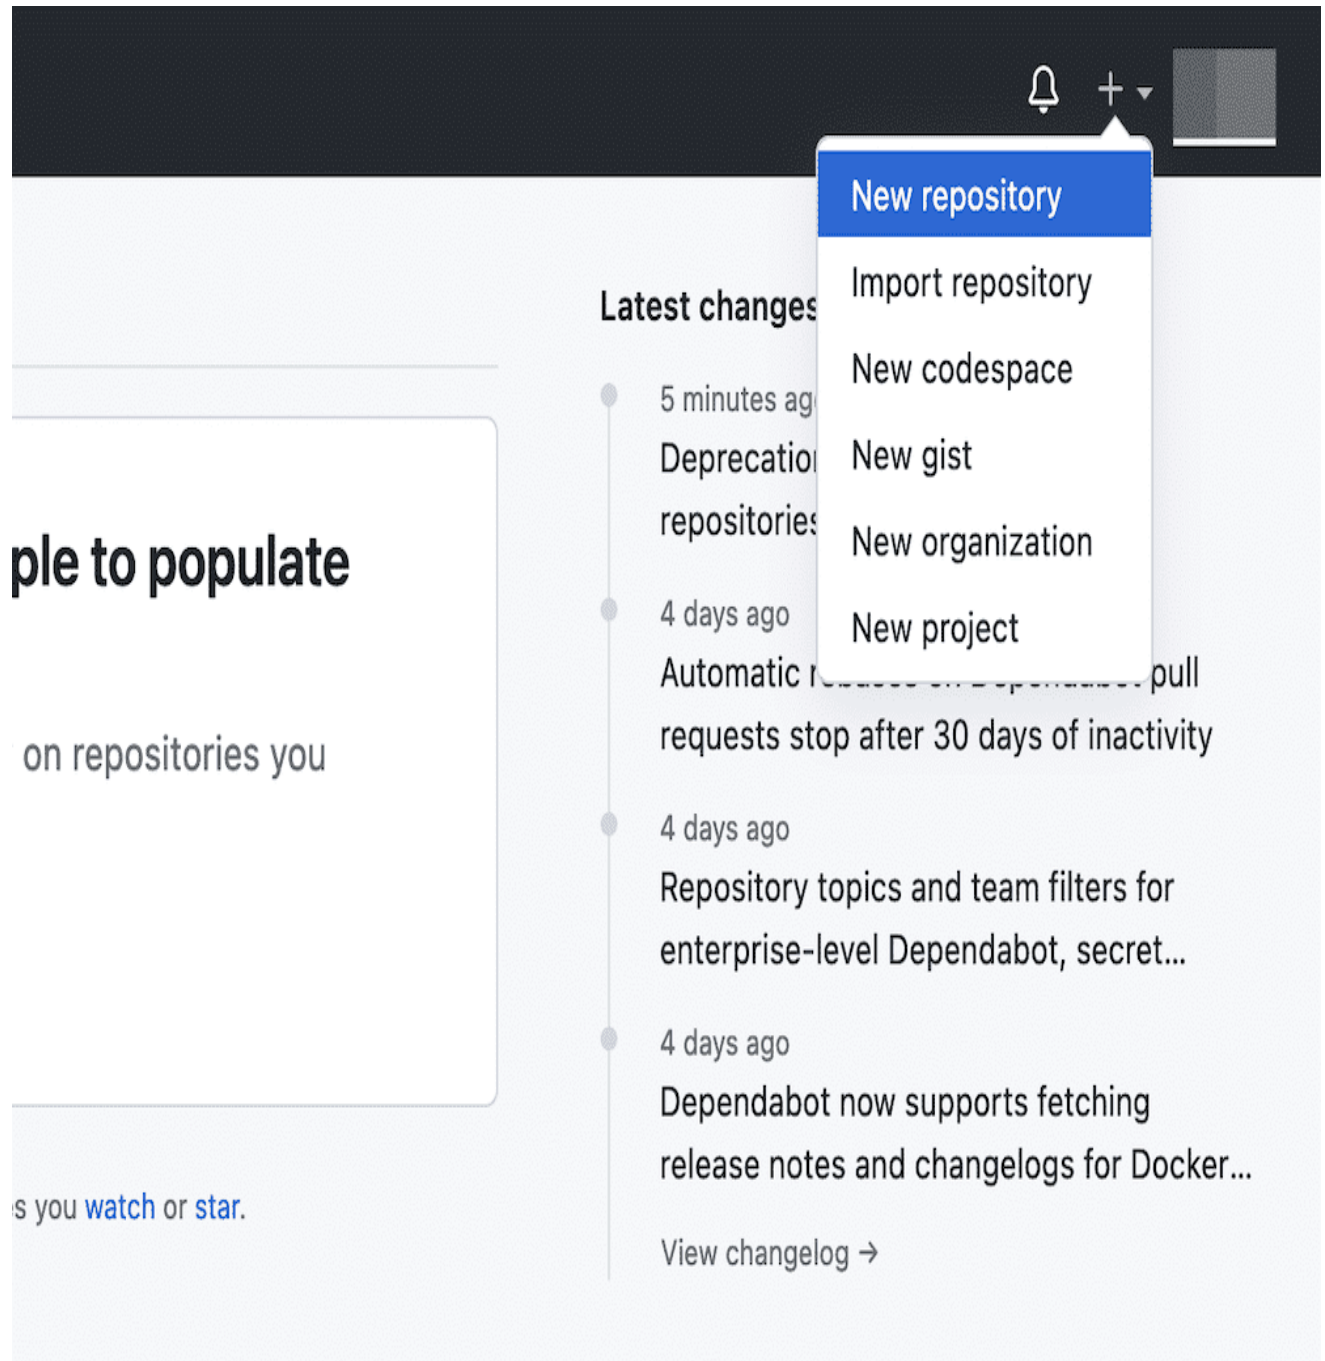 New repository
Import repository
New codespace
New gist
New organization
New project
Latest changes
5 minutes
repositories
4 days ago
Automatic pull
requests stop after 30 days of inactivity
4 days ago
Repository topics and team filters for
enterprise-level Dependabot, secret...
4 days ago
Dependabot now supports fetching
release notes and changelogs for Docker...
View changelog →
ple to populate
on repositories you
s you watch or star.